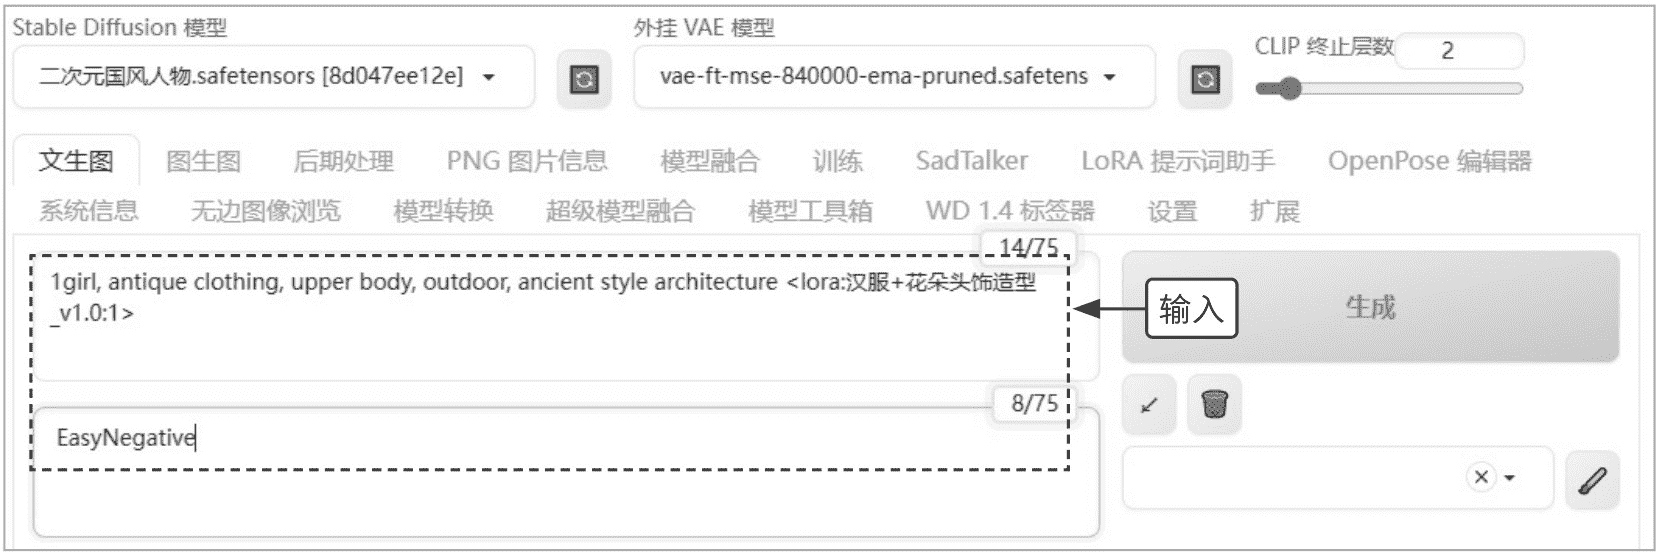 Stable Diffusion 模型
外挂 VAE 模型
CLIP 终止层数
2
二次元国风人物.safetensors [8d047ee12e]
vae-ft-mse-840000-ema-pruned.safetens
文生图 图生图 后期处理 PNG 图片信息 模型融合 训练 SadTalker LoRA 提示词助手 OpenPose 编辑器
系统信息 无边图像浏览 模型转换 超级模型融合 模型工具箱 WD 1.4 标签器 设置 扩展
14/75
1girl, antique clothing, upper body, outdoor, ancient style architecture <lora:汉服+花朵头饰造型
_v1.0:1>
输入
生成
8/75
EasyNegative